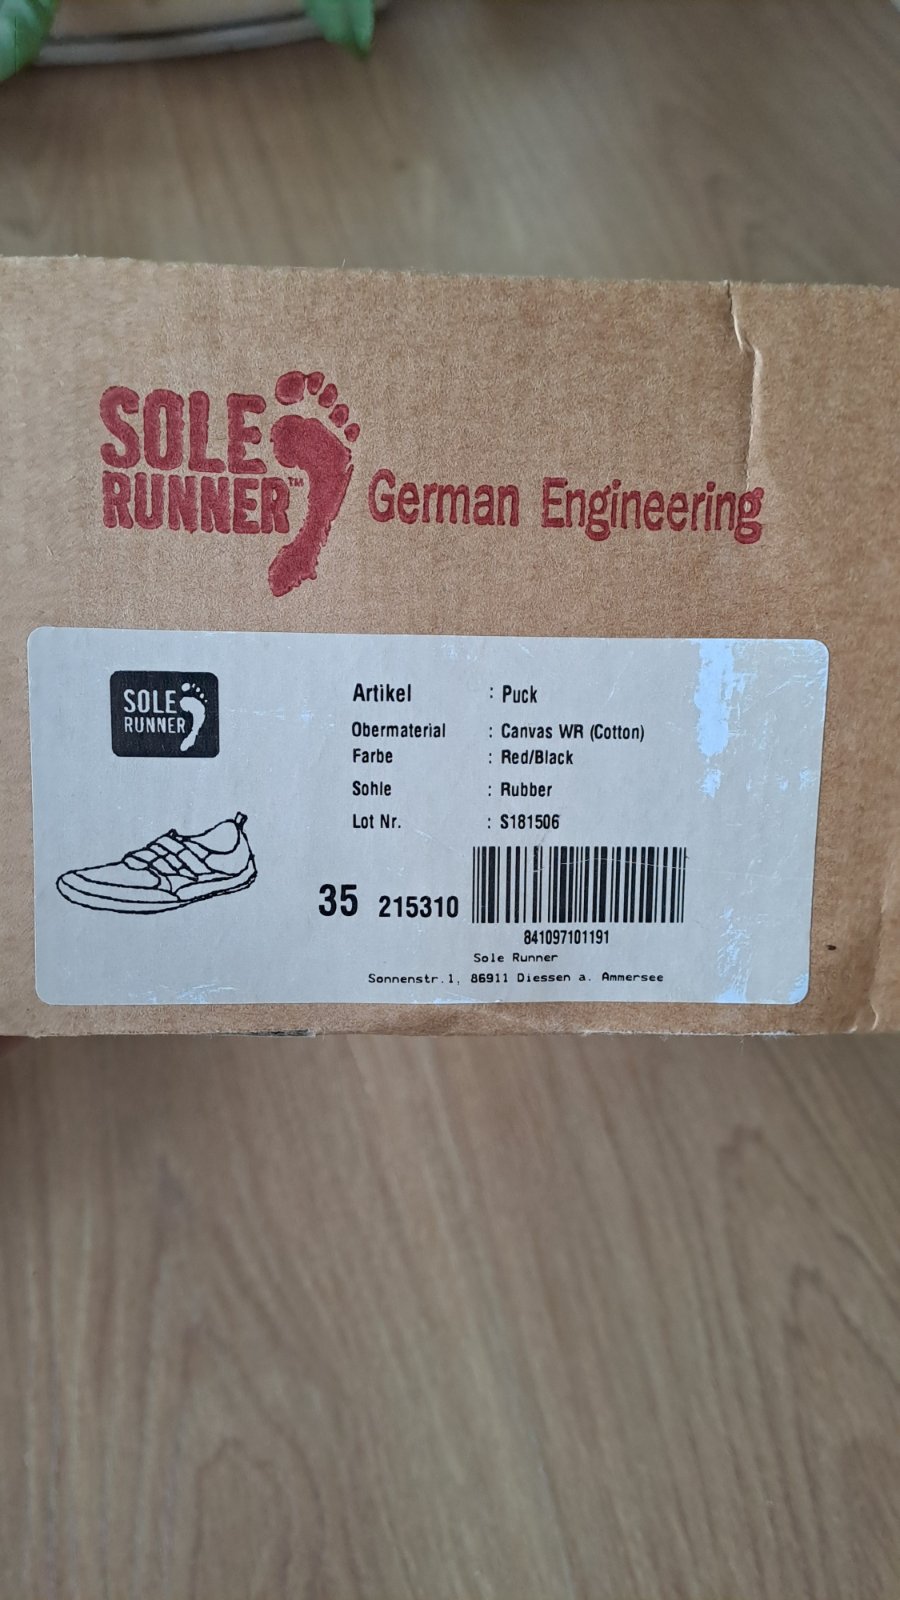 SOLE
RUNNER™ German Engineering
SOLE
RUNNER
Artikel : Puck
Obermaterial : Canvas WR (Cotton)
Farbe : Red/Black
Sohle : Rubber
Lot Nr. : S181506
35 215310
841097101191
Sole Runner
Sonnenstr.1, 86911 Diessen a. Ammersee